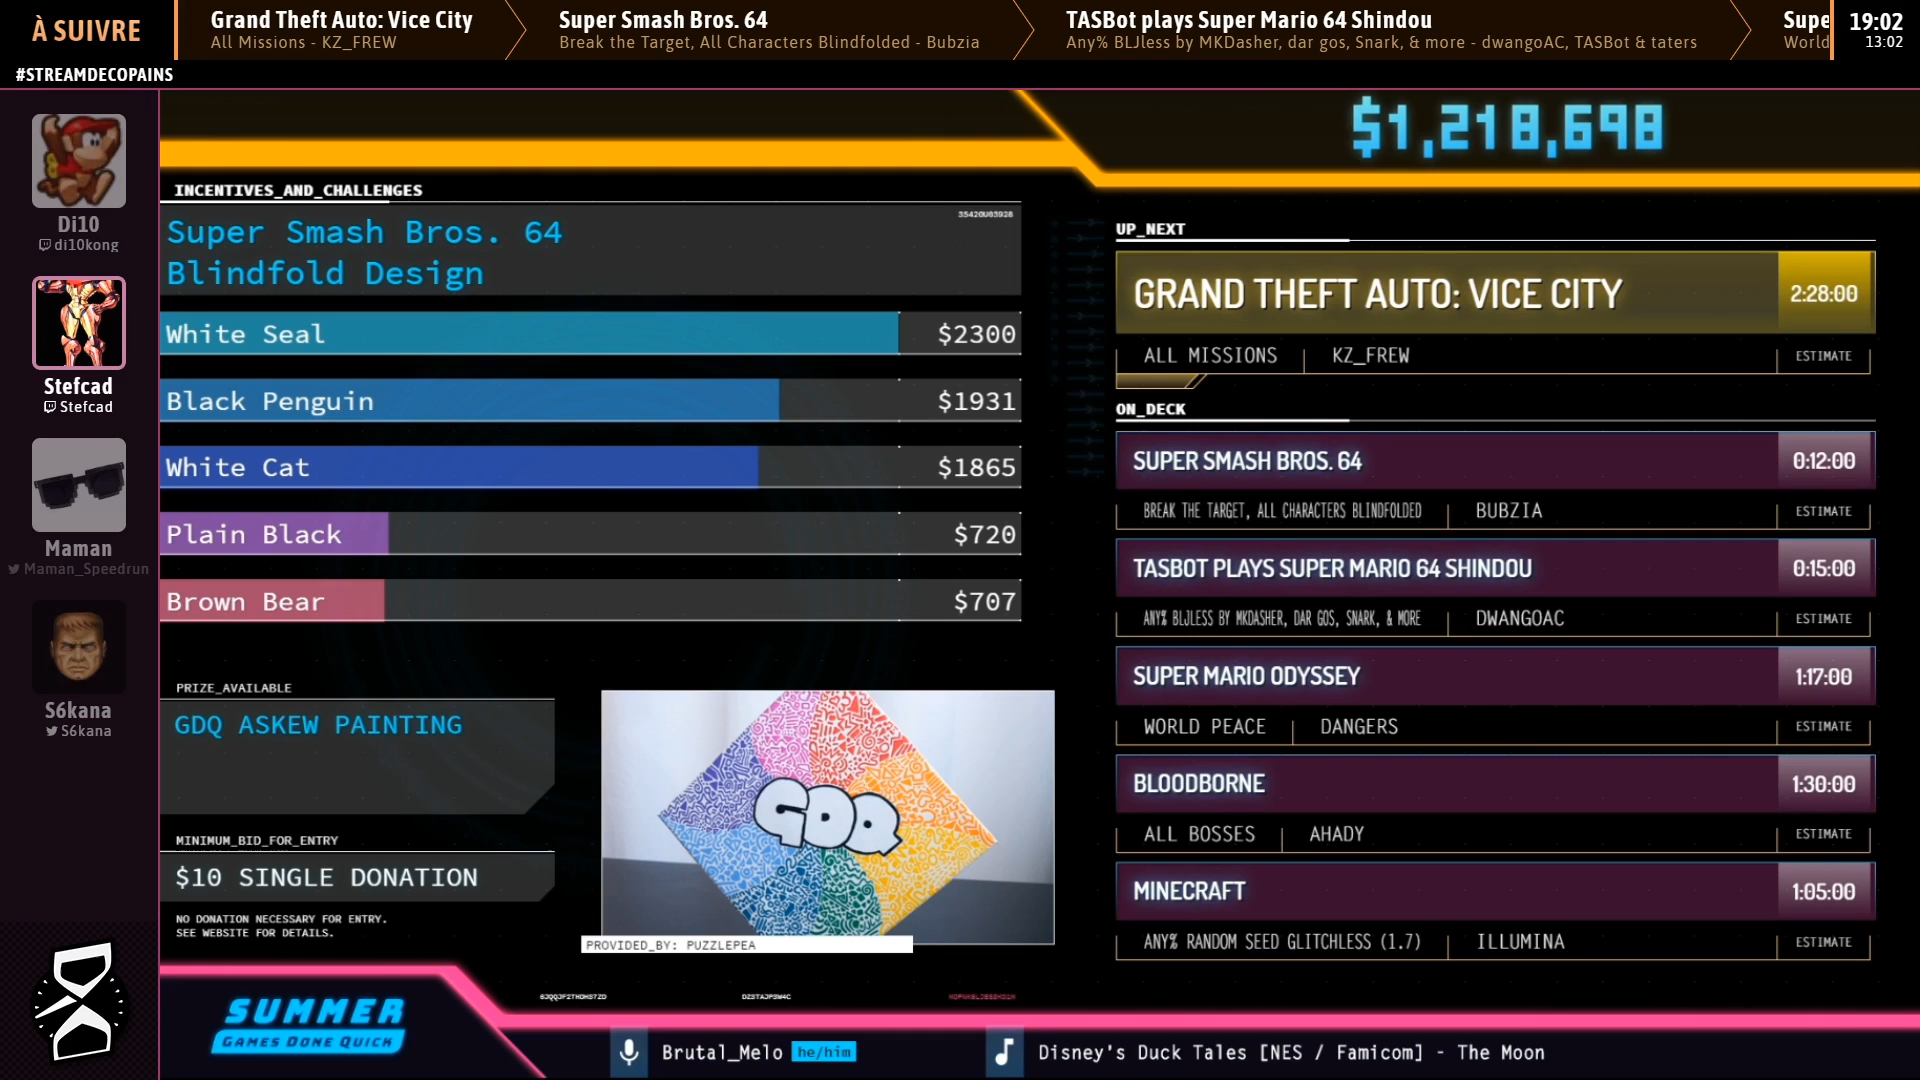 À SUIVRE
Grand Theft Auto: Vice City
All Missions - KZ_FREW
Super Smash Bros. 64
Break the Target, All Characters Blindfolded - Bubzia
TASBot plays Super Mario 64 Shindou
Any% BLJless by MKDasher, dar gos, Snark, & more - dwangoAC, TASBot & taters
Supe
World
19:02
13:02
#STREAMDECOPAINS
Di10
di10kong
Stefcad
Stefcad
Maman
Maman_Speedrun
S6kana
S6kana
$1,218,698
INCENTIVES_AND_CHALLENGES
Super Smash Bros. 64
Blindfold Design
White Seal $2300
Black Penguin $1931
White Cat $1865
Plain Black $720
Brown Bear $707
PRIZE_AVAILABLE
GDQ ASKEW PAINTING
MINIMUM_BID_FOR_ENTRY
$10 SINGLE DONATION
NO DONATION NECESSARY FOR ENTRY.
SEE WEBSITE FOR DETAILS.
GDQ
PROVIDED_BY: PUZZLEPEA
UP_NEXT
GRAND THEFT AUTO: VICE CITY 2:28:00
ALL MISSIONS KZ_FREW ESTIMATE
ON_DECK
SUPER SMASH BROS. 64 0:12:00
BREAK THE TARGET, ALL CHARACTERS BLINDFOLDED BUBZIA ESTIMATE
TASBOT PLAYS SUPER MARIO 64 SHINDOU 0:15:00
ANY% BLJLESS BY MKDASHER, DAR GOS, SNARK, & MORE DWANGOAC ESTIMATE
SUPER MARIO ODYSSEY 1:17:00
WORLD PEACE DANGERS ESTIMATE
BLOODBORNE 1:30:00
ALL BOSSES AHADY ESTIMATE
MINECRAFT 1:05:00
ANY% RANDOM SEED GLITCHLESS (1.7) ILLUMINA ESTIMATE
SUMMER
GAMES DONE QUICK
Brutal_Melo he/him
Disney's Duck Tales [NES / Famicom] - The Moon